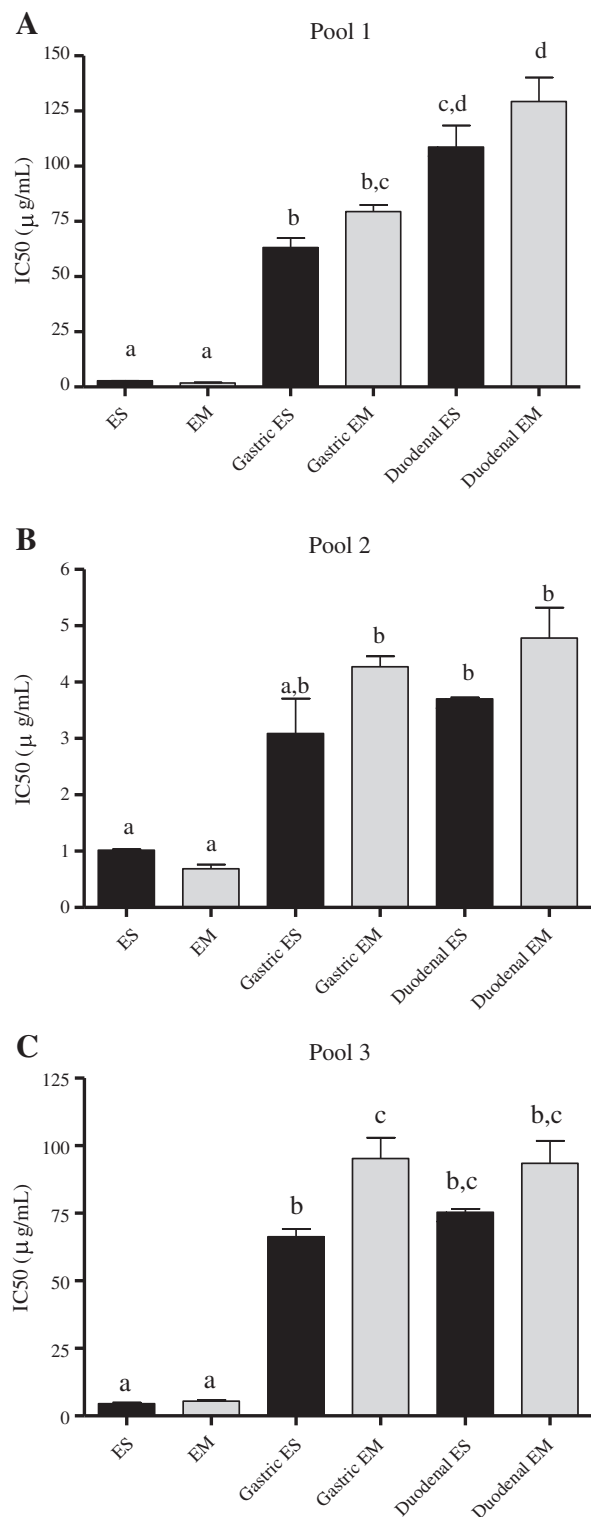 A
Pool 1
IC50 (μ g/mL)
150
125
100
75
50
25
0
a
a
b
b,c
c,d
d
ES
EM
Gastric ES
Gastric EM
Duodenal ES
Duodenal EM
B
Pool 2
IC50 (μ g/mL)
6
5
4
3
2
1
0
a
a
a,b
b
b
b
ES
EM
Gastric ES
Gastric EM
Duodenal ES
Duodenal EM
C
Pool 3
IC50 (μ g/mL)
125
100
75
50
25
0
a
a
b
c
b,c
b,c
ES
EM
Gastric ES
Gastric EM
Duodenal ES
Duodenal EM